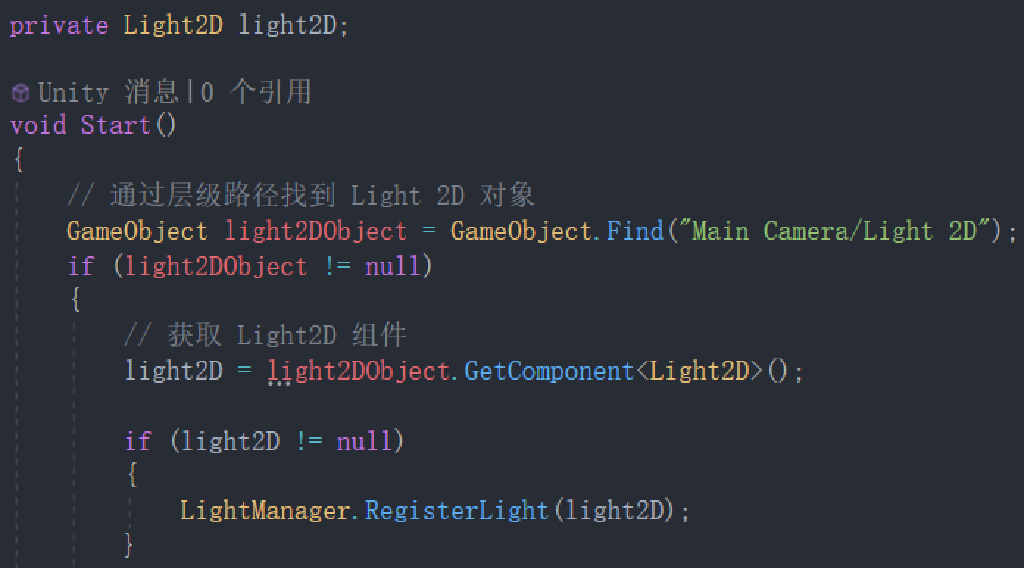 private Light2D light2D;
Unity 消息|0 个引用
void Start()
{
// 通过层级路径找到 Light 2D 对象
GameObject light2DObject = GameObject.Find("Main Camera/Light 2D");
if (light2DObject != null)
{
// 获取 Light2D 组件
light2D = light2DObject.GetComponent<Light2D>();
if (light2D != null)
{
LightManager.RegisterLight(light2D);
}